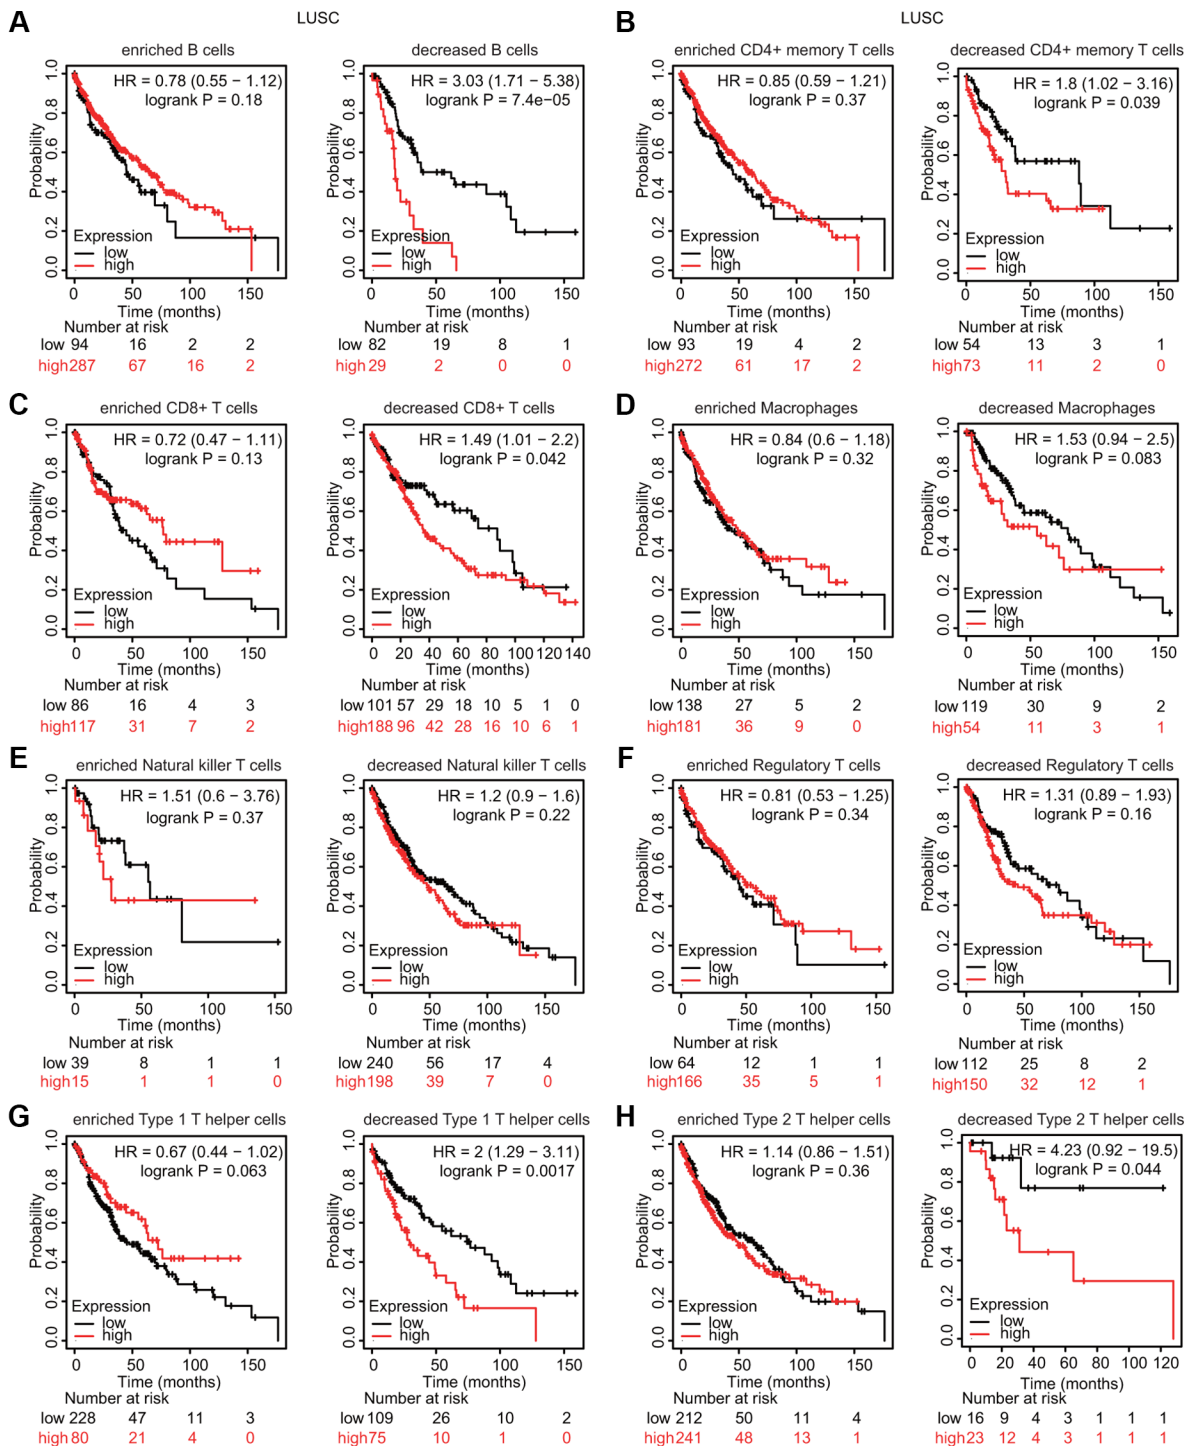 A
LUSC
enriched B cells
HR = 0.78 (0.55 − 1.12)
logrank P = 0.18
Probability
0.0 0.2 0.4 0.6 0.8 1.0
Expression
low
high
0 50 100 150
Time (months)
Number at risk
low 94 16 2 2
high 287 67 16 2
decreased B cells
HR = 3.03 (1.71 − 5.38)
logrank P = 7.4e−05
0.0 0.2 0.4 0.6 0.8 1.0
Expression
low
high
0 50 100 150
Time (months)
Number at risk
low 82 19 8 1
high 29 2 0 0
B
LUSC
enriched CD4+ memory T cells
HR = 0.85 (0.59 − 1.21)
logrank P = 0.37
Probability
0.0 0.2 0.4 0.6 0.8 1.0
Expression
low
high
0 50 100 150
Time (months)
Number at risk
low 93 19 4 2
high 272 61 17 2
decreased CD4+ memory T cells
HR = 1.8 (1.02 − 3.16)
logrank P = 0.039
Probability
0.0 0.2 0.4 0.6 0.8 1.0
Expression
low
high
0 50 100 150
Time (months)
Number at risk
low 54 13 3 1
high 73 11 2 0
C
enriched CD8+ T cells
HR = 0.72 (0.47 − 1.11)
logrank P = 0.13
Probability
0.0 0.2 0.4 0.6 0.8 1.0
Expression
low
high
0 50 100 150
Time (months)
Number at risk
low 86 16 4 3
high 117 31 7 2
decreased CD8+ T cells
HR = 1.49 (1.01 − 2.2)
logrank P = 0.042
Probability
0.0 0.2 0.4 0.6 0.8 1.0
Expression
low
high
0 20 40 60 80 100 120 140
Time (months)
Number at risk
low 101 57 29 18 10 5 1 0
high 188 96 42 28 16 10 6 1
D
enriched Macrophages
HR = 0.84 (0.6 − 1.18)
logrank P = 0.32
Probability
0.0 0.2 0.4 0.6 0.8 1.0
Expression
low
high
0 50 100 150
Time (months)
Number at risk
low 138 27 5 2
high 181 36 9 0
decreased Macrophages
HR = 1.53 (0.94 − 2.5)
logrank P = 0.083
Probability
0.0 0.2 0.4 0.6 0.8 1.0
Expression
low
high
0 50 100 150
Time (months)
Number at risk
low 119 30 9 2
high 54 11 3 1
E
enriched Natural killer T cells
HR = 1.51 (0.6 − 3.76)
logrank P = 0.37
Probability
0.0 0.2 0.4 0.6 0.8 1.0
Expression
low
high
0 50 100 150
Time (months)
Number at risk
low 39 8 1 1
high 15 1 1 0
decreased Natural killer T cells
HR = 1.2 (0.9 − 1.6)
logrank P = 0.22
Probability
0.0 0.2 0.4 0.6 0.8 1.0
Expression
low
high
0 50 100 150
Time (months)
Number at risk
low 240 56 17 4
high 198 39 7 0
F
enriched Regulatory T cells
HR = 0.81 (0.53 − 1.25)
logrank P = 0.34
Probability
0.0 0.2 0.4 0.6 0.8 1.0
Expression
low
high
0 50 100 150
Time (months)
Number at risk
low 64 12 1 1
high 166 35 5 1
decreased Regulatory T cells
HR = 1.31 (0.89 − 1.93)
logrank P = 0.16
Probability
0.0 0.2 0.4 0.6 0.8 1.0
Expression
low
high
0 50 100 150
Time (months)
Number at risk
low 112 25 8 2
high 150 32 12 1
G
enriched Type 1 T helper cells
HR = 0.67 (0.44 − 1.02)
logrank P = 0.063
Probability
0.0 0.2 0.4 0.6 0.8 1.0
Expression
low
high
0 50 100 150
Time (months)
Number at risk
low 228 47 11 3
high 80 21 4 0
decreased Type 1 T helper cells
HR = 2 (1.29 − 3.11)
logrank P = 0.0017
Probability
0.0 0.2 0.4 0.6 0.8 1.0
Expression
low
high
0 50 100 150
Time (months)
Number at risk
low 109 26 10 2
high 75 10 1 0
H
enriched Type 2 T helper cells
HR = 1.14 (0.86 − 1.51)
logrank P = 0.36
Probability
0.0 0.2 0.4 0.6 0.8 1.0
Expression
low
high
0 50 100 150
Time (months)
Number at risk
low 212 50 11 4
high 241 48 13 1
decreased Type 2 T helper cells
HR = 4.23 (0.92 − 19.5)
logrank P = 0.044
Probability
0.0 0.2 0.4 0.6 0.8 1.0
Expression
low
high
0 20 40 60 80 100 120
Time (months)
Number at risk
low 16 9 4 3 1 1 1
high 23 12 4 3 1 1 1